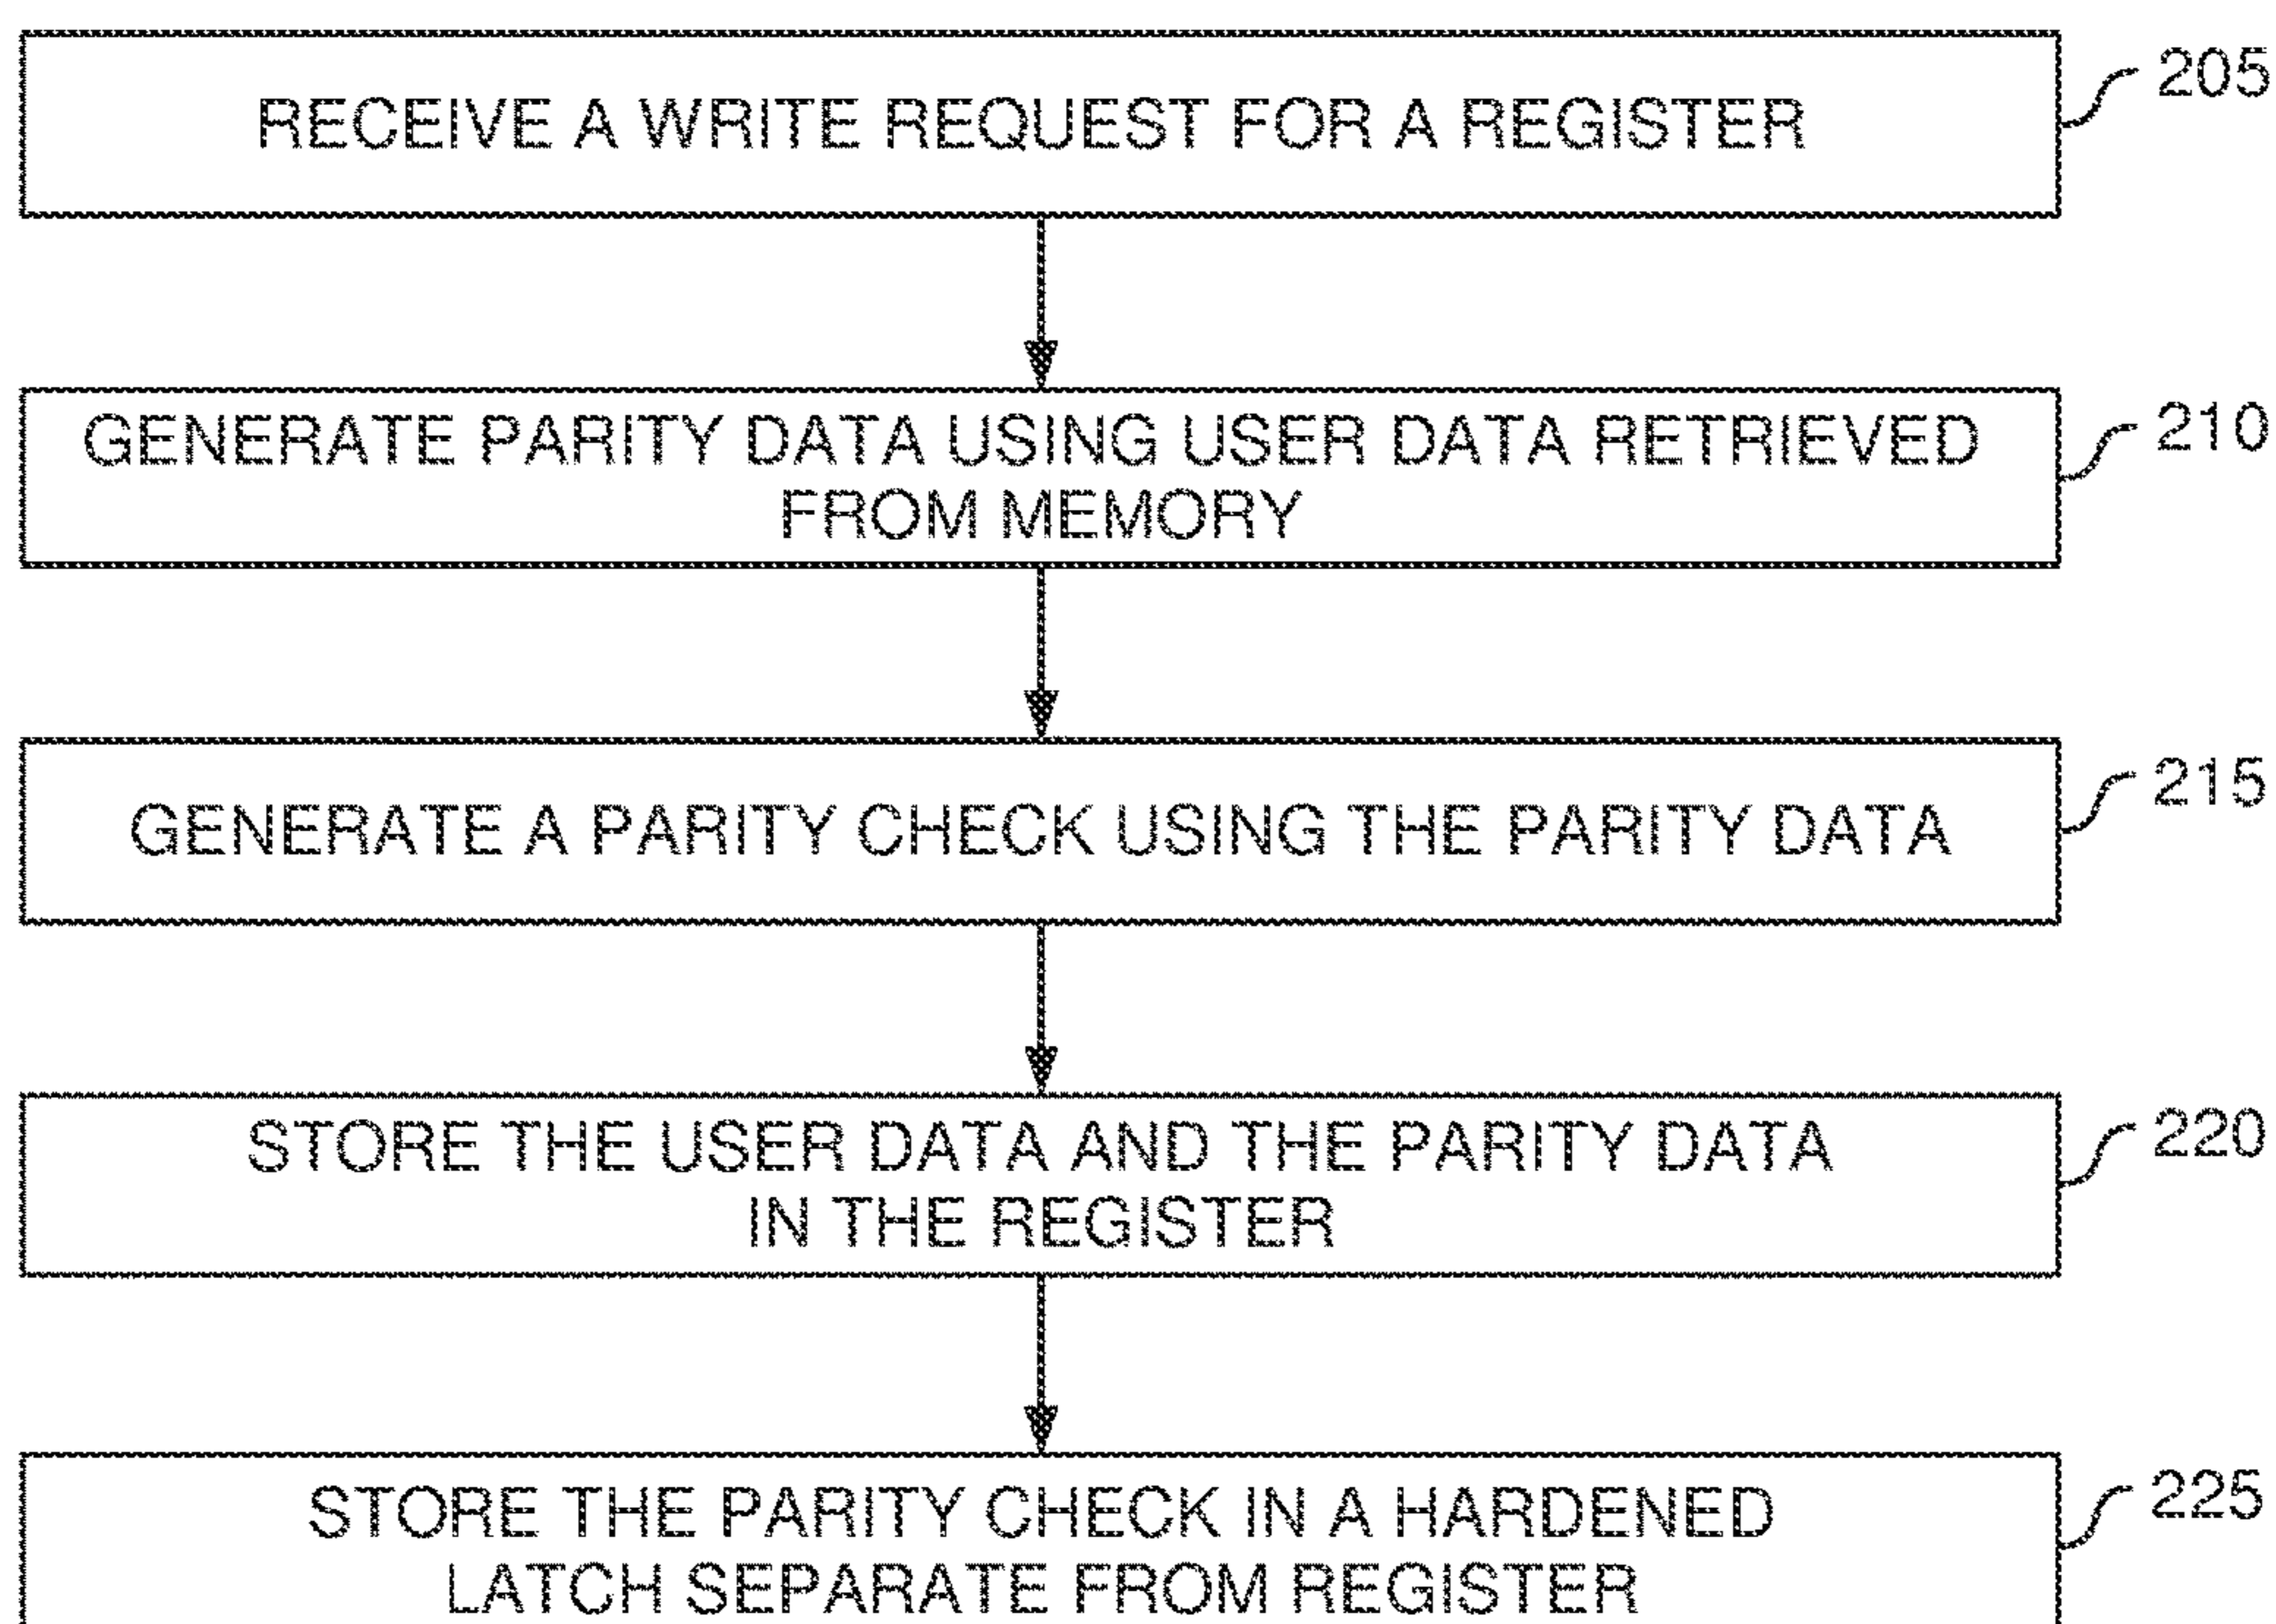 RECEIVE A WRITE REQUEST FOR A REGISTER
205
GENERATE PARITY DATA USING USER DATA RETRIEVED
FROM MEMORY
210
GENERATE A PARITY CHECK USING THE PARITY DATA
215
STORE THE USER DATA AND THE PARITY DATA
IN THE REGISTER
220
STORE THE PARITY CHECK IN A HARDENED
LATCH SEPARATE FROM REGISTER
225